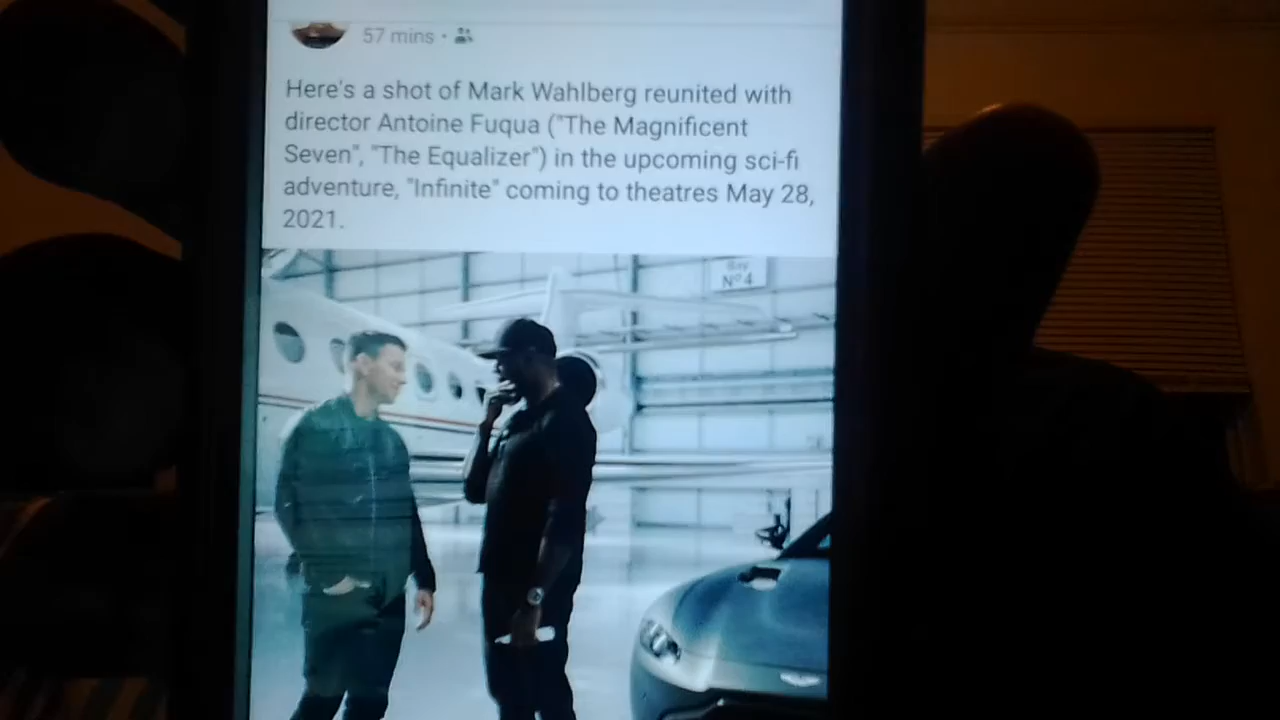 57 mins ·
Here's a shot of Mark Wahlberg reunited with
director Antoine Fuqua ("The Magnificent
Seven", "The Equalizer") in the upcoming sci-fi
adventure, "Infinite" coming to theatres May 28,
2021.
Bay
Nº4